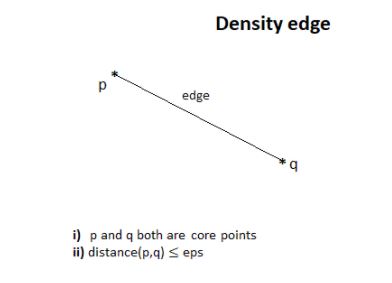 Density edge
p
edge
q
i) p and q both are core points
ii) distance(p,q) ≤ eps